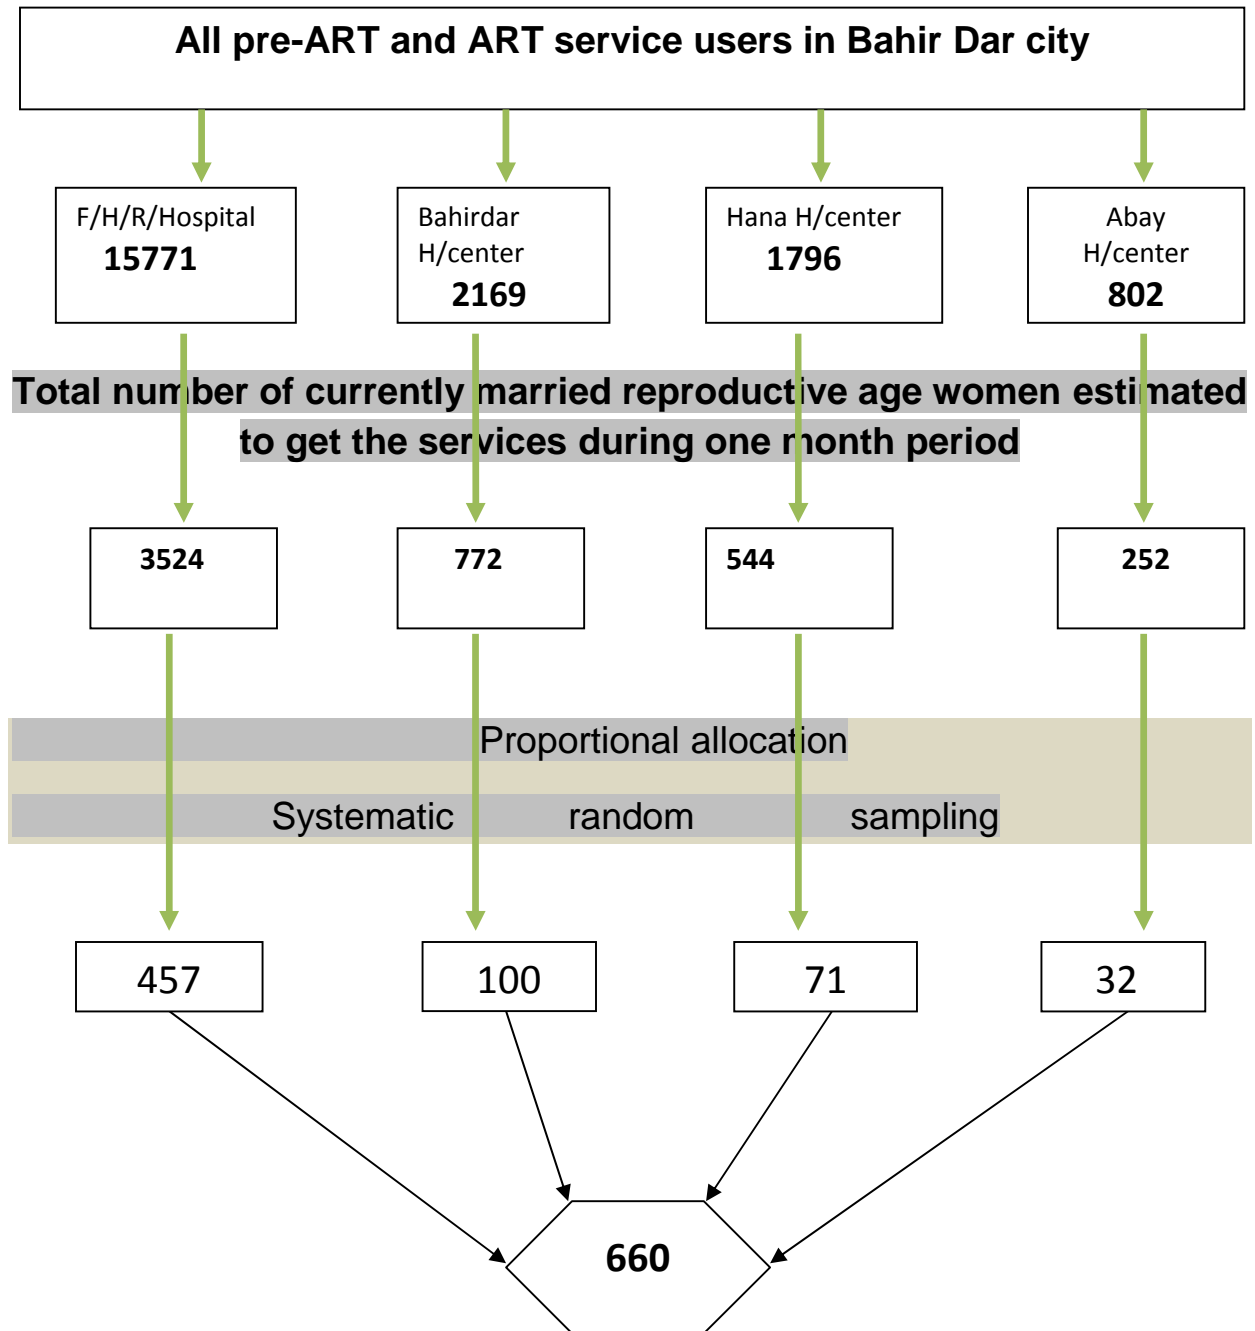 All pre-ART and ART service users in Bahir Dar city
F/H/R/Hospital
15771
Bahirdar
H/center
2169
Hana H/center
1796
Abay
H/center
802
Total number of currently married reproductive age women estimated
to get the services during one month period
3524
772
544
252
Proportional allocation
Systematic random sampling
457
100
71
32
660